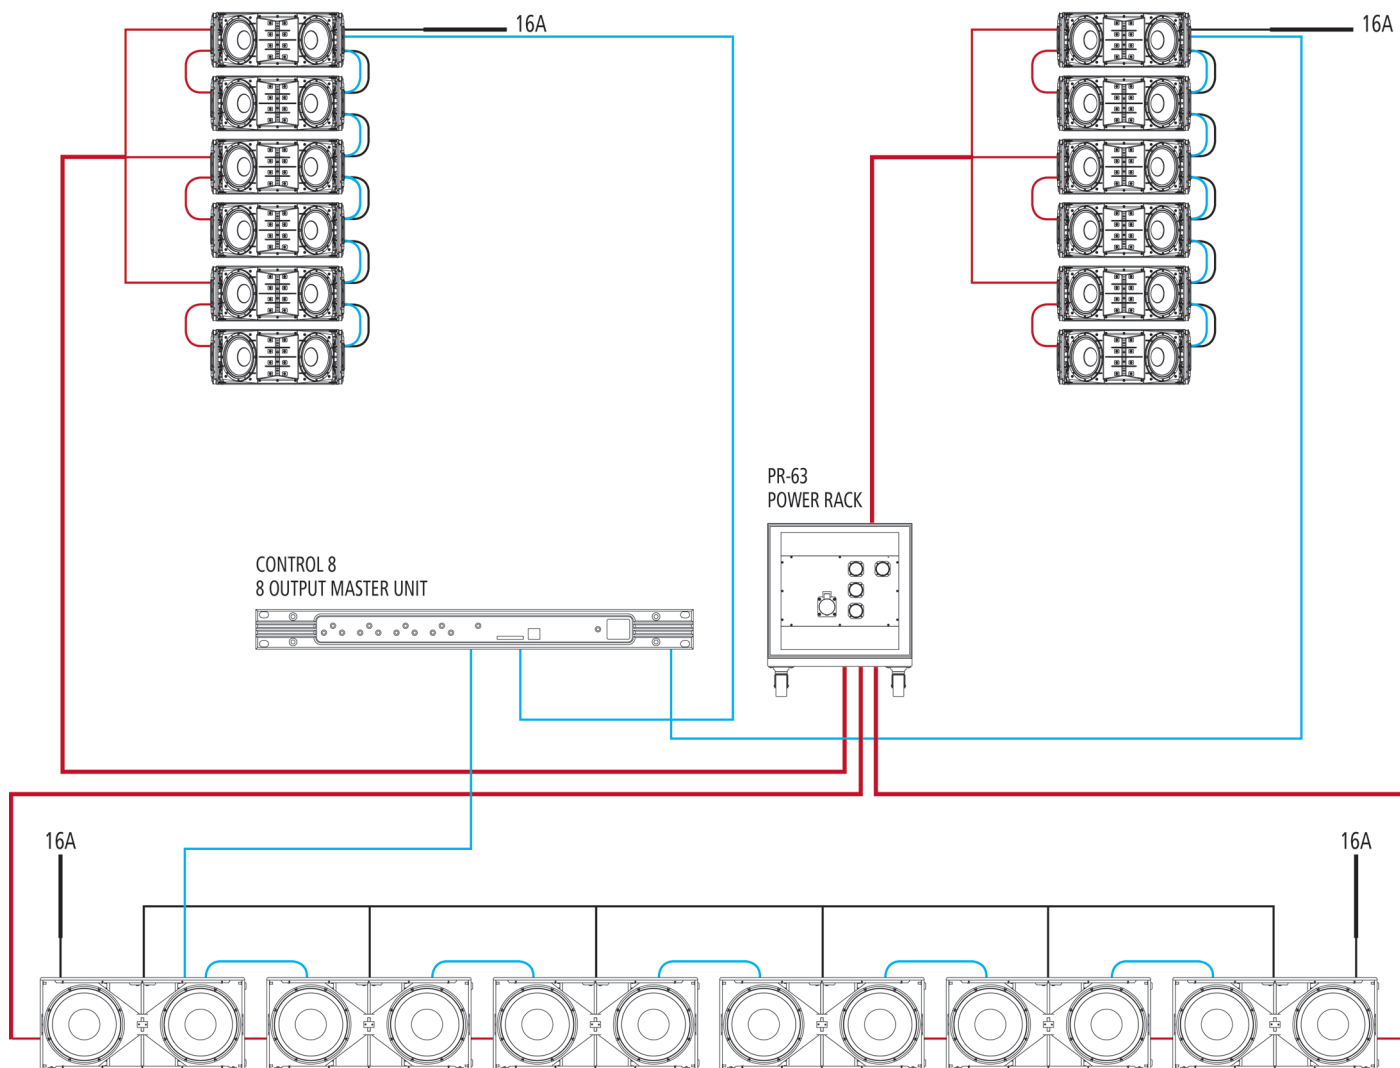 16A
16A
PR-63
POWER RACK
CONTROL 8
8 OUTPUT MASTER UNIT
16A
16A